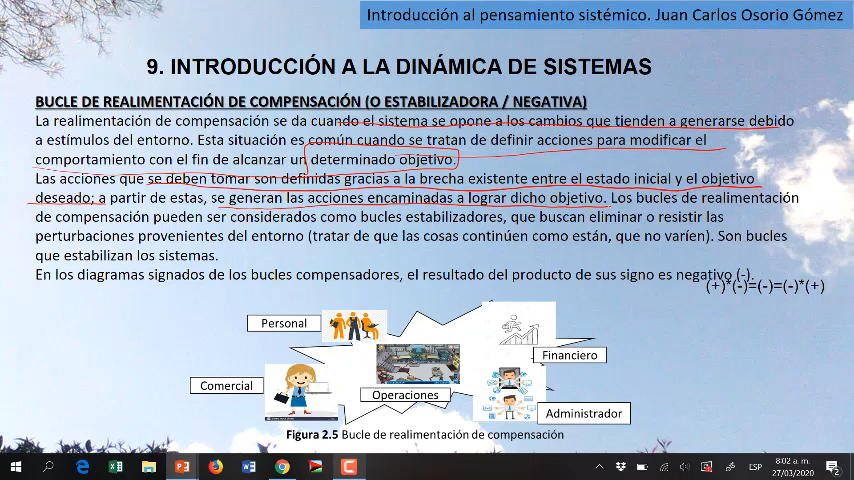 Introducción al pensamiento sistémico. Juan Carlos Osorio Gómez
9. INTRODUCCIÓN A LA DINÁMICA DE SISTEMAS
BUCLE DE REALIMENTACIÓN DE COMPENSACIÓN (O ESTABILIZADORA / NEGATIVA)
La realimentación de compensación se da cuando el sistema se opone a los cambios que tienden a generarse debido
a estímulos del entorno. Esta situación es común cuando se tratan de definir acciones para modificar el
comportamiento con el fin de alcanzar un determinado objetivo.
Las acciones que se deben tomar son definidas gracias a la brecha existente entre el estado inicial y el objetivo
deseado; a partir de estas, se generan las acciones encaminadas a lograr dicho objetivo. Los bucles de realimentación
de compensación pueden ser considerados como bucles estabilizadores, que buscan eliminar o resistir las
perturbaciones provenientes del entorno (tratar de que las cosas continúen como están, que no varíen). Son bucles
que estabilizan los sistemas.
En los diagramas signados de los bucles compensadores, el resultado del producto de sus signo es negativo (-).
(+)*(-)=(-)=(-)*(+)
Personal
Financiero
Comercial
Operaciones
Administrador
Figura 2.5 Bucle de realimentación de compensación
ESP
8:02 a. m.
27/03/2020
2